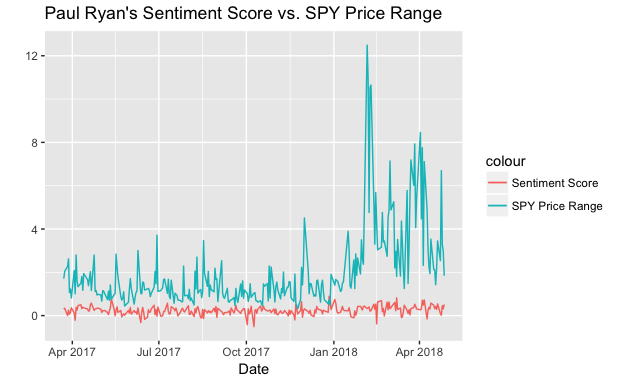 Paul Ryan's Sentiment Score vs. SPY Price Range
12
8
4
0
Apr 2017 Jul 2017 Oct 2017 Jan 2018 Apr 2018
Date
colour
Sentiment Score
SPY Price Range